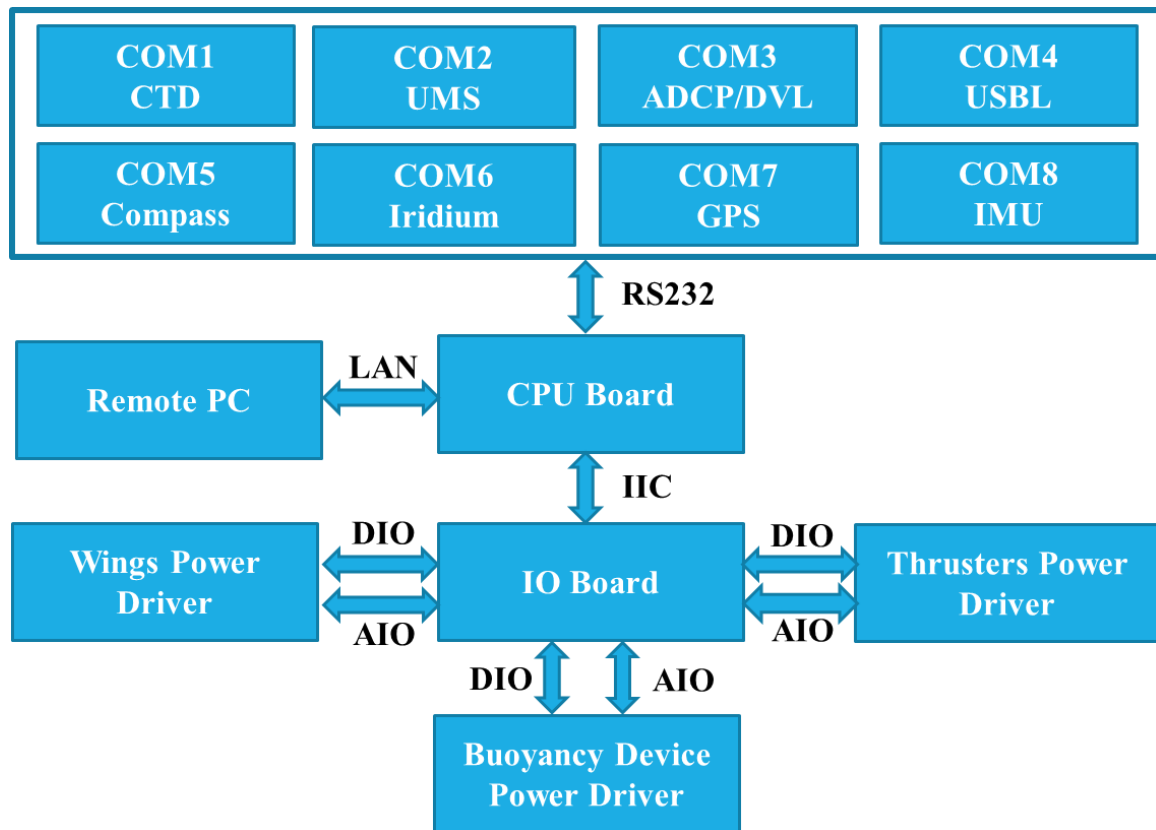 COM1
CTD
COM2
UMS
COM3
ADCP/DVL
COM4
USBL
COM5
Compass
COM6
Iridium
COM7
GPS
COM8
IMU
RS232
Remote PC
LAN
CPU Board
IIC
Wings Power
Driver
DIO
AIO
IO Board
DIO
AIO
Thrusters Power
Driver
DIO
AIO
Buoyancy Device
Power Driver